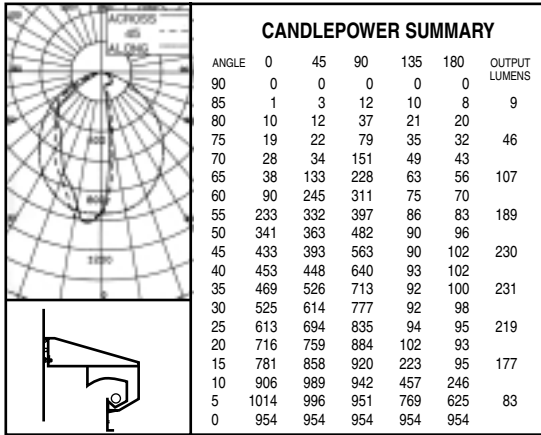 ACROSS
45
ALONG
CANDLEPOWER SUMMARY
ANGLE 0 45 90 135 180 OUTPUT LUMENS
90 0 0 0 0 0
85 1 3 12 10 8 9
80 10 12 37 21 20
75 19 22 79 35 32 46
70 28 34 151 49 43
65 38 133 228 63 56 107
60 90 245 311 75 70
55 233 332 397 86 83 189
50 341 363 482 90 96
45 433 393 563 90 102 230
40 453 448 640 93 102
35 469 526 713 92 100 231
30 525 614 777 92 98
25 613 694 835 94 95 219
20 716 759 884 102 93
15 781 858 920 223 95 177
10 906 989 942 457 246
5 1014 996 951 769 625 83
0 954 954 954 954 954